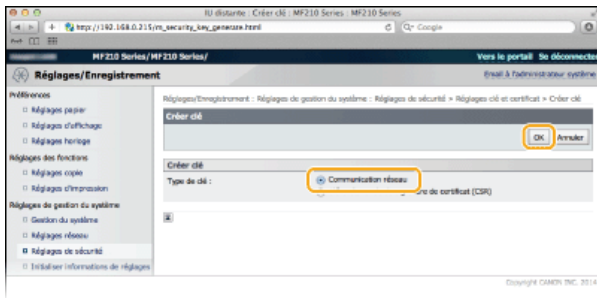 IU distante : Créer clé : MF210 Series : MF210 Series
http://192.168.0.215/m_security_key_generate.html
Q- Google
MF210 Series/MF210 Series/
Vers le portail Se déconnecter
Réglages/Enregistrement
Email à l'administrateur système
Préférences
Réglages papier
Réglages d'affichage
Réglages horloge
Réglages des fonctions
Réglages copie
Réglages d'impression
Réglages de gestion du système
Gestion du système
Réglages réseau
Réglages de sécurité
Initialiser informations de réglages
Réglages/Enregistrement : Réglages de gestion du système : Réglages de sécurité > Réglages clé et certificat > Créer clé
Créer clé
OK Annuler
Créer clé
Type de clé :
Communication réseau
re de certificat (CSR)
Copyright CANON INC. 2014